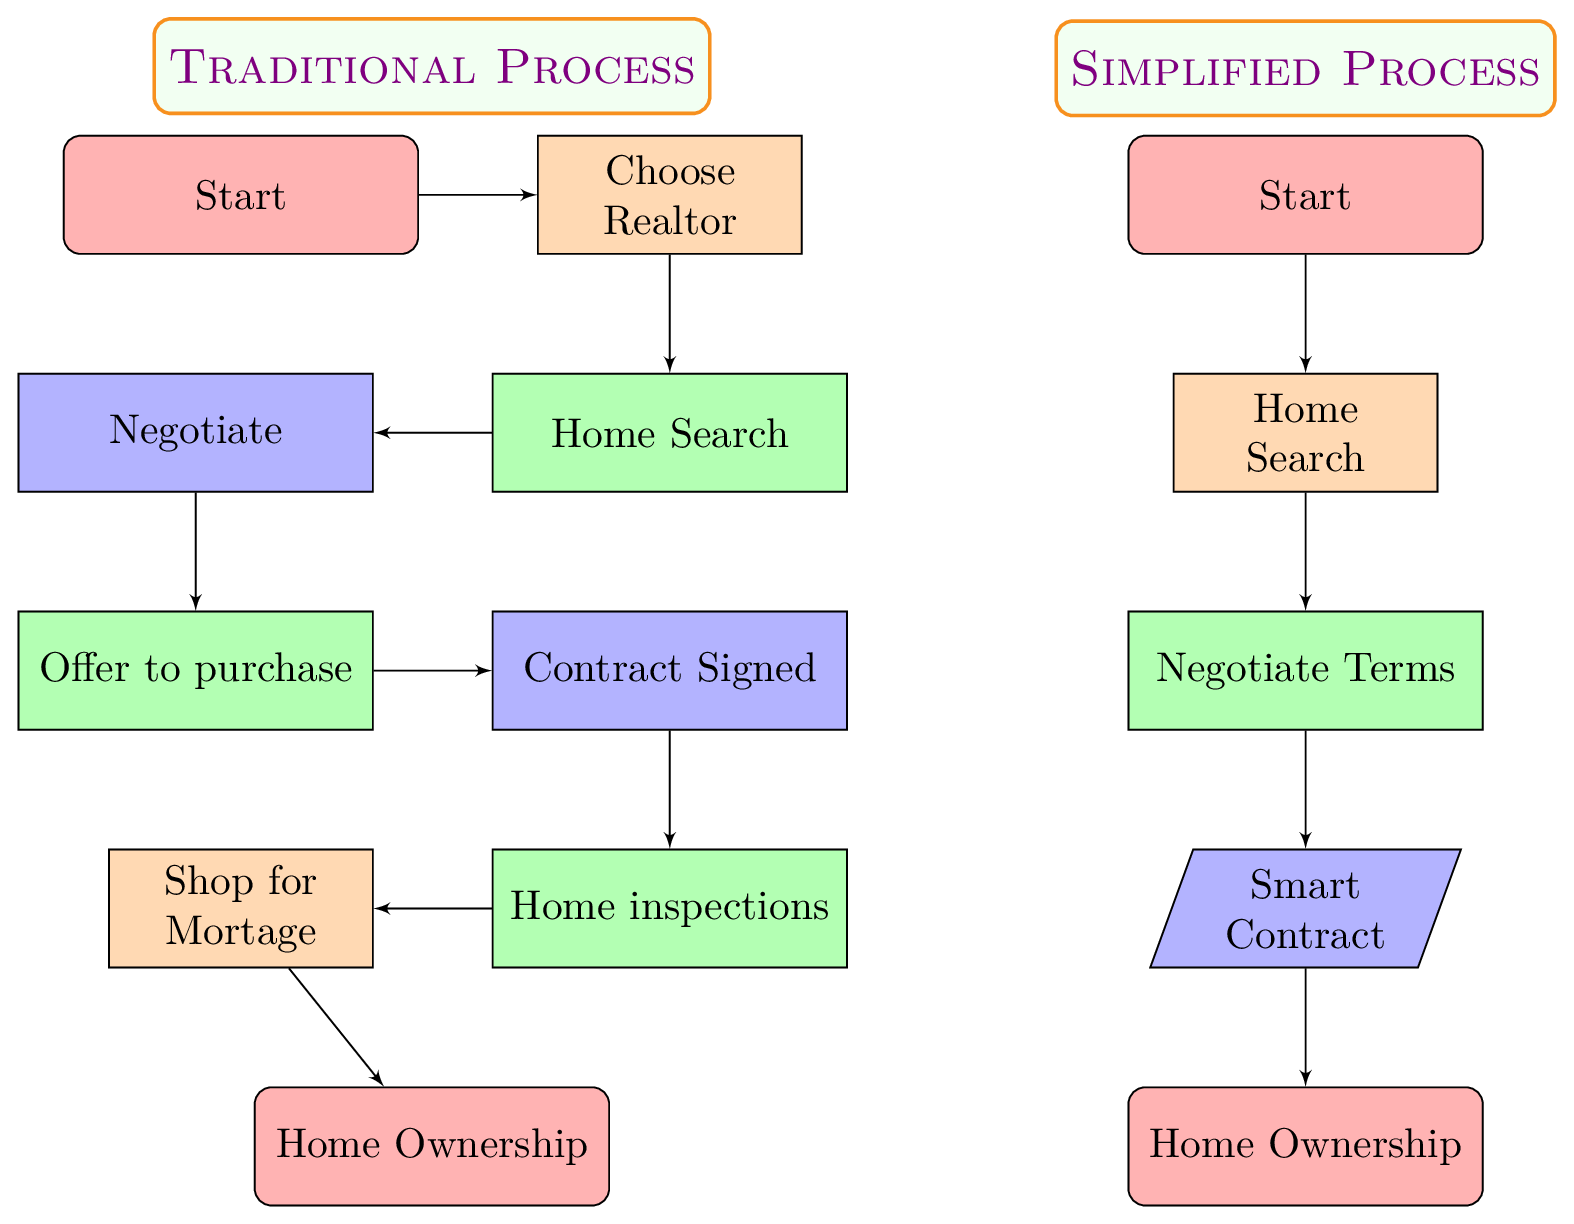 TRADITIONAL PROCESS
Start
Choose
Realtor
Negotiate
Home Search
Offer to purchase
Contract Signed
Shop for
Mortage
Home inspections
Home Ownership
SIMPLIFIED PROCESS
Start
Home
Search
Negotiate Terms
Smart
Contract
Home Ownership